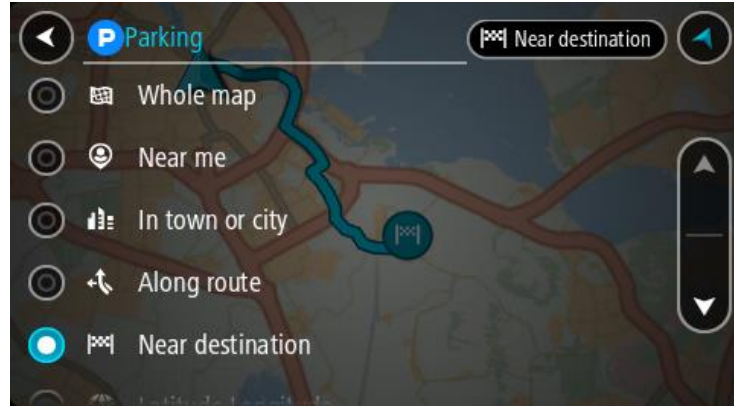 P Parking
Near destination
Whole map
Near me
In town or city
Along route
Near destination